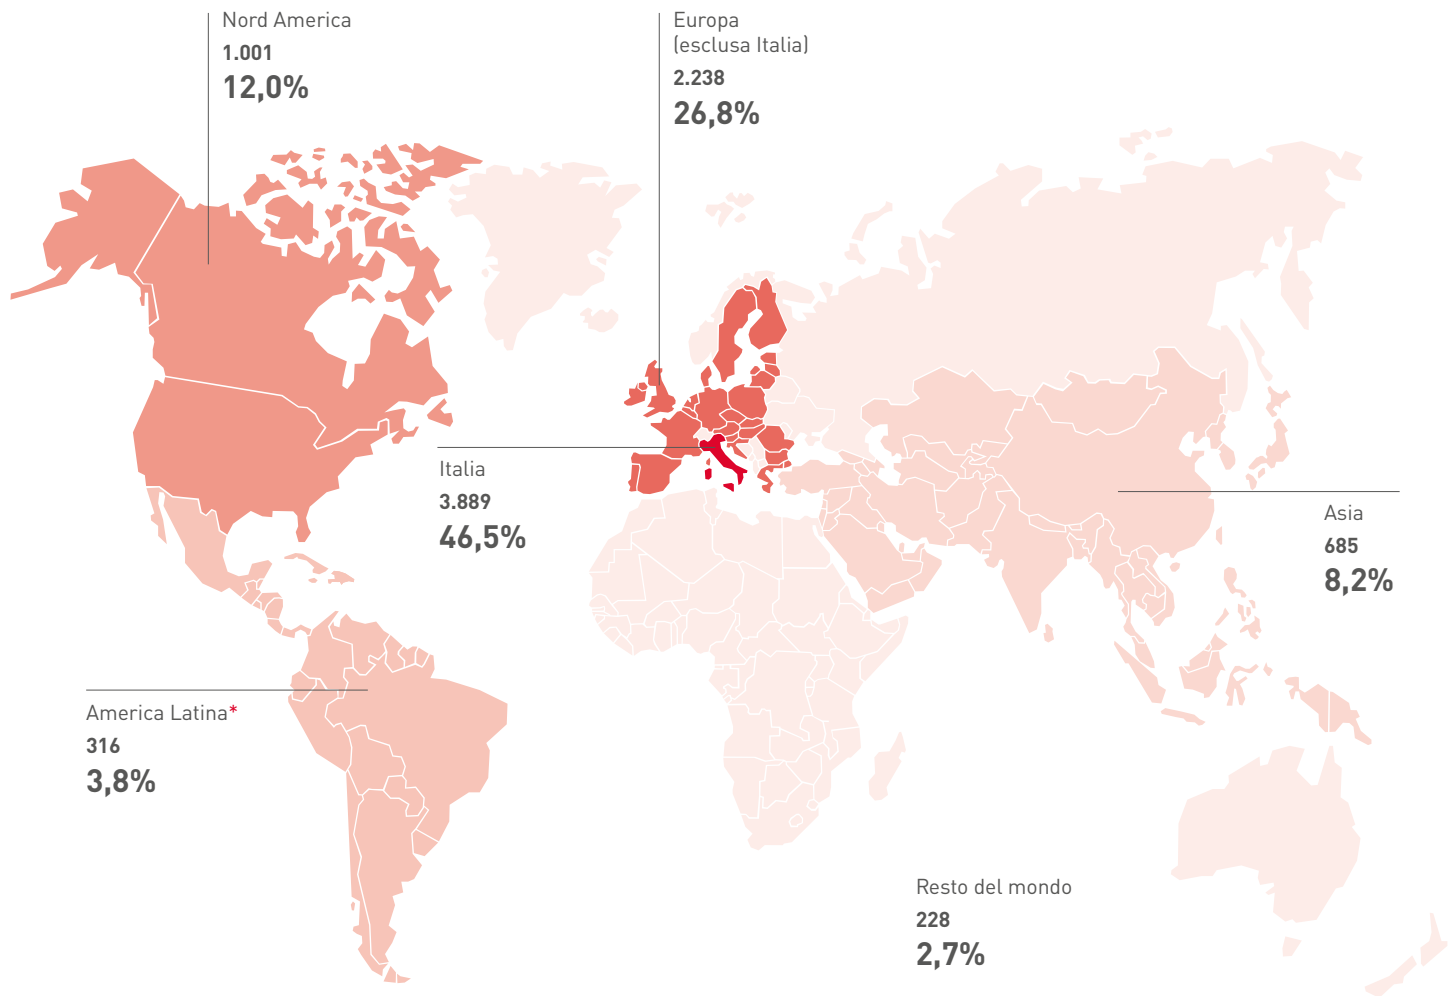 Nord America
1.001
12,0%
Europa
(esclusa Italia)
2.238
26,8%
Italia
3.889
46,5%
Asia
685
8,2%
America Latina*
316
3,8%
Resto del mondo
228
2,7%